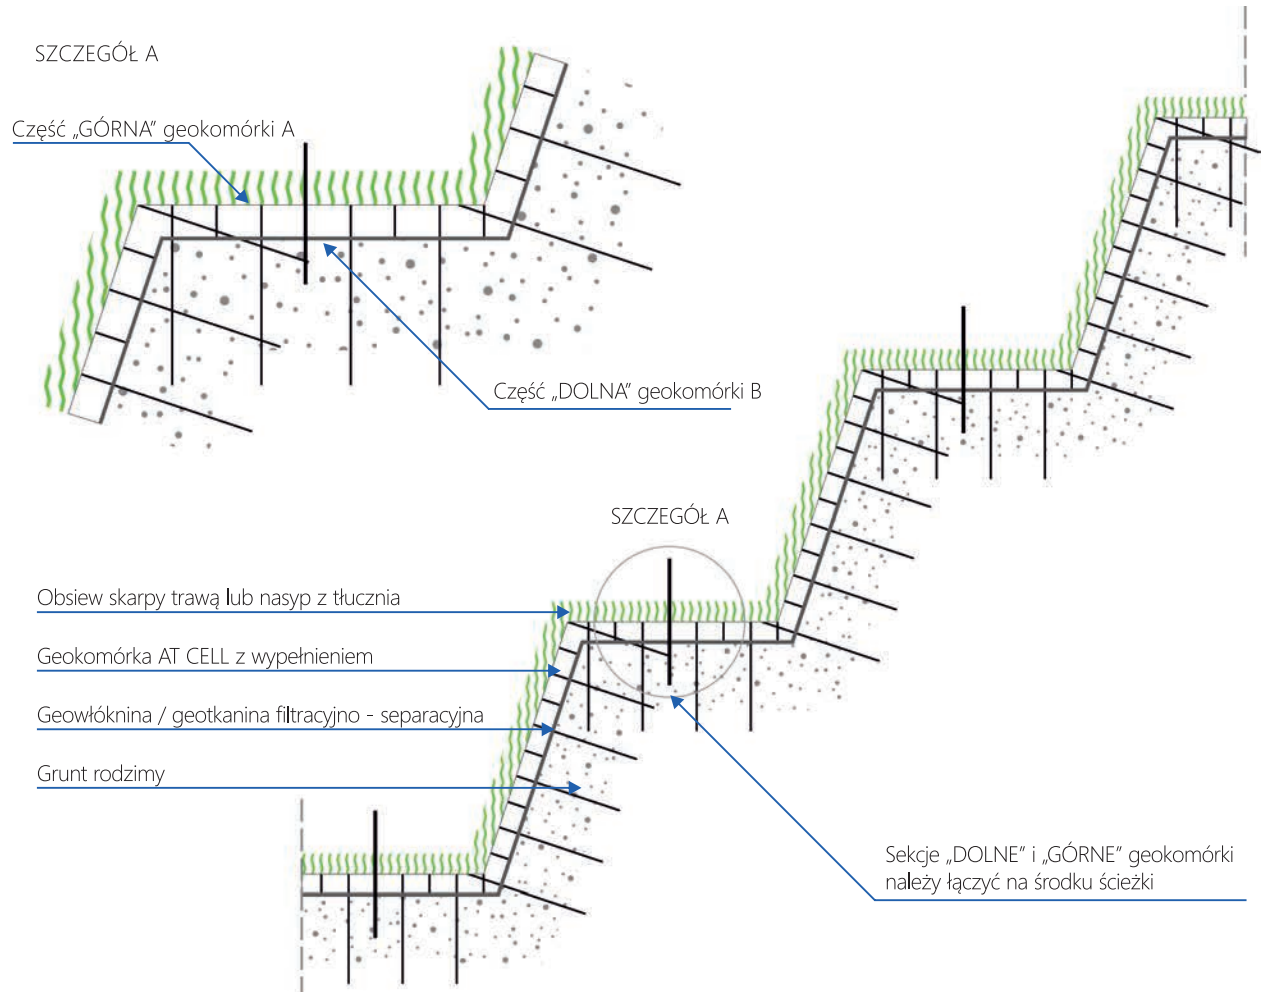 SZCZEGÓŁ A
Część „GÓRNA” geokomórki A
Część „DOLNA” geokomórki B
SZCZEGÓŁ A
Obsiew skarpy trawą lub nasyp z tłucznia
Geokomórka AT CELL z wypełnieniem
Geowłóknina / geotkanina filtracyjno - separacyjna
Grunt rodzimy
Sekcje „DOLNE” i „GÓRNE” geokomórki
należy łączyć na środku ścieżki